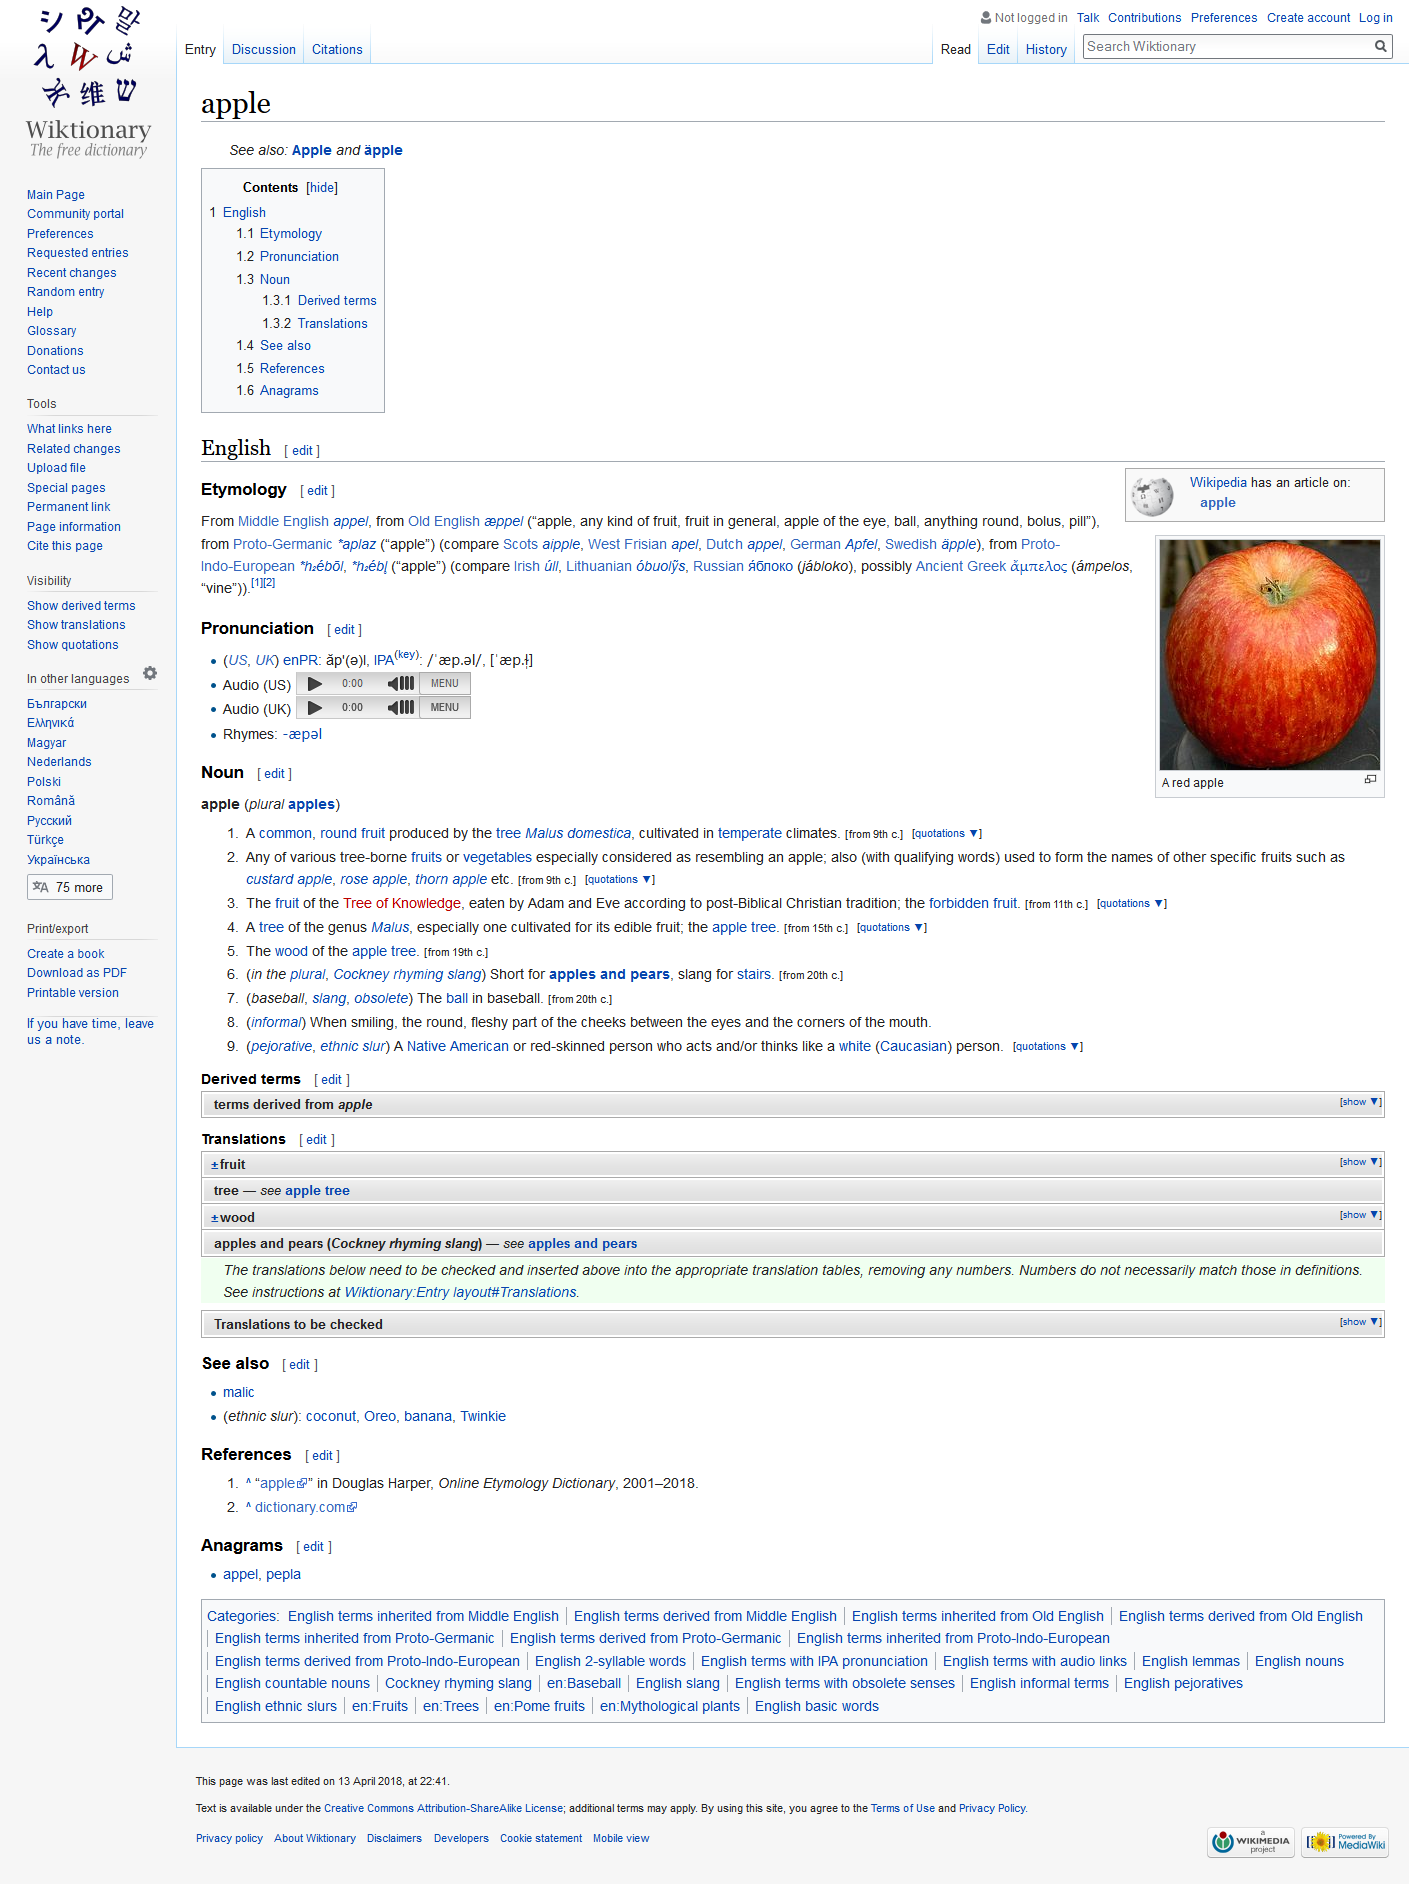 Not logged in Talk Contributions Preferences Create account Log in
Entry Discussion Citations Read Edit History Search Wiktionary
Wiktionary
The free dictionary
Main Page
Community portal
Preferences
Requested entries
Recent changes
Random entry
Help
Glossary
Donations
Contact us
Tools
What links here
Related changes
Upload file
Special pages
Permanent link
Page information
Cite this page
Visibility
Show derived terms
Show translations
Show quotations
In other languages
Български
Ελληνικά
Magyar
Nederlands
Polski
Română
Русский
Türkçe
Українська
75 more
Print/export
Create a book
Download as PDF
Printable version
If you have time, leave
us a note.
apple
See also: Apple and äpple
Contents [hide]
1 English
1.1 Etymology
1.2 Pronunciation
1.3 Noun
1.3.1 Derived terms
1.3.2 Translations
1.4 See also
1.5 References
1.6 Anagrams
English [ edit ]
Wikipedia has an article on:
apple
Etymology [ edit ]
From Middle English appel, from Old English æppel (“apple, any kind of fruit, fruit in general, apple of the eye, ball, anything round, bolus, pill”),
from Proto-Germanic *aplaz (“apple”) (compare Scots aipple, West Frisian apel, Dutch appel, German Apfel, Swedish äpple), from Proto-
Indo-European *h₂ébōl, *h₂ébl̥ (“apple”) (compare Irish úll, Lithuanian óbuolỹs, Russian я́блоко (jábloko), possibly Ancient Greek ἄμπελος (ámpelos,
“vine”)).[1][2]
A red apple
Pronunciation [ edit ]
(US, UK) enPR: ăp'(ə)l, IPA(key): /ˈæp.əl/, [ˈæp.ɫ]
Audio (US) 0:00 MENU
Audio (UK) 0:00 MENU
Rhymes: -æpəl
Noun [ edit ]
apple (plural apples)
1. A common, round fruit produced by the tree Malus domestica, cultivated in temperate climates. [from 9th c.] [quotations ▼]
2. Any of various tree-borne fruits or vegetables especially considered as resembling an apple; also (with qualifying words) used to form the names of other specific fruits such as
custard apple, rose apple, thorn apple etc. [from 9th c.] [quotations ▼]
3. The fruit of the Tree of Knowledge, eaten by Adam and Eve according to post-Biblical Christian tradition; the forbidden fruit. [from 11th c.] [quotations ▼]
4. A tree of the genus Malus, especially one cultivated for its edible fruit; the apple tree. [from 15th c.] [quotations ▼]
5. The wood of the apple tree. [from 19th c.]
6. (in the plural, Cockney rhyming slang) Short for apples and pears, slang for stairs. [from 20th c.]
7. (baseball, slang, obsolete) The ball in baseball. [from 20th c.]
8. (informal) When smiling, the round, fleshy part of the cheeks between the eyes and the corners of the mouth.
9. (pejorative, ethnic slur) A Native American or red-skinned person who acts and/or thinks like a white (Caucasian) person. [quotations ▼]
Derived terms [ edit ]
terms derived from apple [show ▼]
Translations [ edit ]
±fruit [show ▼]
tree — see apple tree
±wood [show ▼]
apples and pears (Cockney rhyming slang) — see apples and pears
The translations below need to be checked and inserted above into the appropriate translation tables, removing any numbers. Numbers do not necessarily match those in definitions.
See instructions at Wiktionary:Entry layout#Translations.
Translations to be checked [show ▼]
See also [ edit ]
malic
(ethnic slur): coconut, Oreo, banana, Twinkie
References [ edit ]
1. ^ “apple” in Douglas Harper, Online Etymology Dictionary, 2001–2018.
2. ^ dictionary.com
Anagrams [ edit ]
appel, pepla
Categories: English terms inherited from Middle English | English terms derived from Middle English | English terms inherited from Old English | English terms derived from Old English
| English terms inherited from Proto-Germanic | English terms derived from Proto-Germanic | English terms inherited from Proto-Indo-European
| English terms derived from Proto-Indo-European | English 2-syllable words | English terms with IPA pronunciation | English terms with audio links | English lemmas | English nouns
| English countable nouns | Cockney rhyming slang | en:Baseball | English slang | English terms with obsolete senses | English informal terms | English pejoratives
| English ethnic slurs | en:Fruits | en:Trees | en:Pome fruits | en:Mythological plants | English basic words
This page was last edited on 13 April 2018, at 22:41.
Text is available under the Creative Commons Attribution-ShareAlike License; additional terms may apply. By using this site, you agree to the Terms of Use and Privacy Policy.
Privacy policy About Wiktionary Disclaimers Developers Cookie statement Mobile view
a WIKIMEDIA project
Powered By MediaWiki